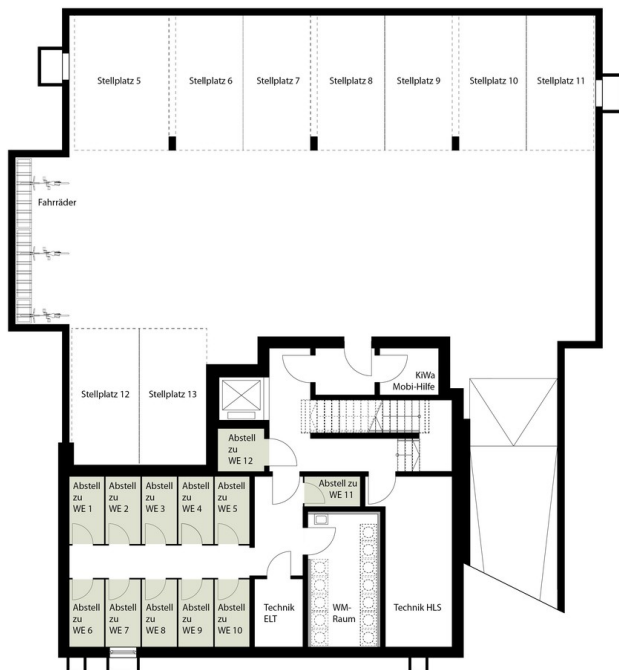 Stellplatz 5
Stellplatz 6
Stellplatz 7
Stellplatz 8
Stellplatz 9
Stellplatz 10
Stellplatz 11
Fahrräder
Stellplatz 12
Stellplatz 13
KiWa
Mobi-Hilfe
Abstell
zu
WE 12
Abstell zu
WE 11
Abstell
zu
WE 1
Abstell
zu
WE 2
Abstell
zu
WE 3
Abstell
zu
WE 4
Abstell
zu
WE 5
Abstell
zu
WE 6
Abstell
zu
WE 7
Abstell
zu
WE 8
Abstell
zu
WE 9
Abstell
zu
WE 10
Technik
ELT
WM-
Raum
Technik HLS